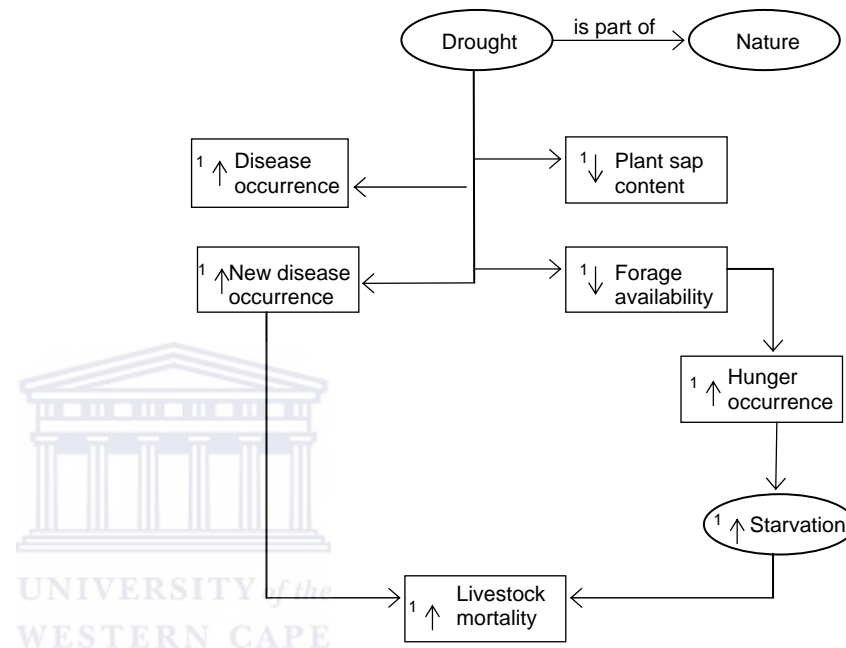 Drought
is part of
Nature
1 ↑ Disease
occurrence
1 ↓ Plant sap
content
1 ↑ New disease
occurrence
1 ↓ Forage
availability
1 ↑ Hunger
occurrence
1 ↑ Starvation
1 ↑ Livestock
mortality
UNIVERSITY of the
WESTERN CAPE